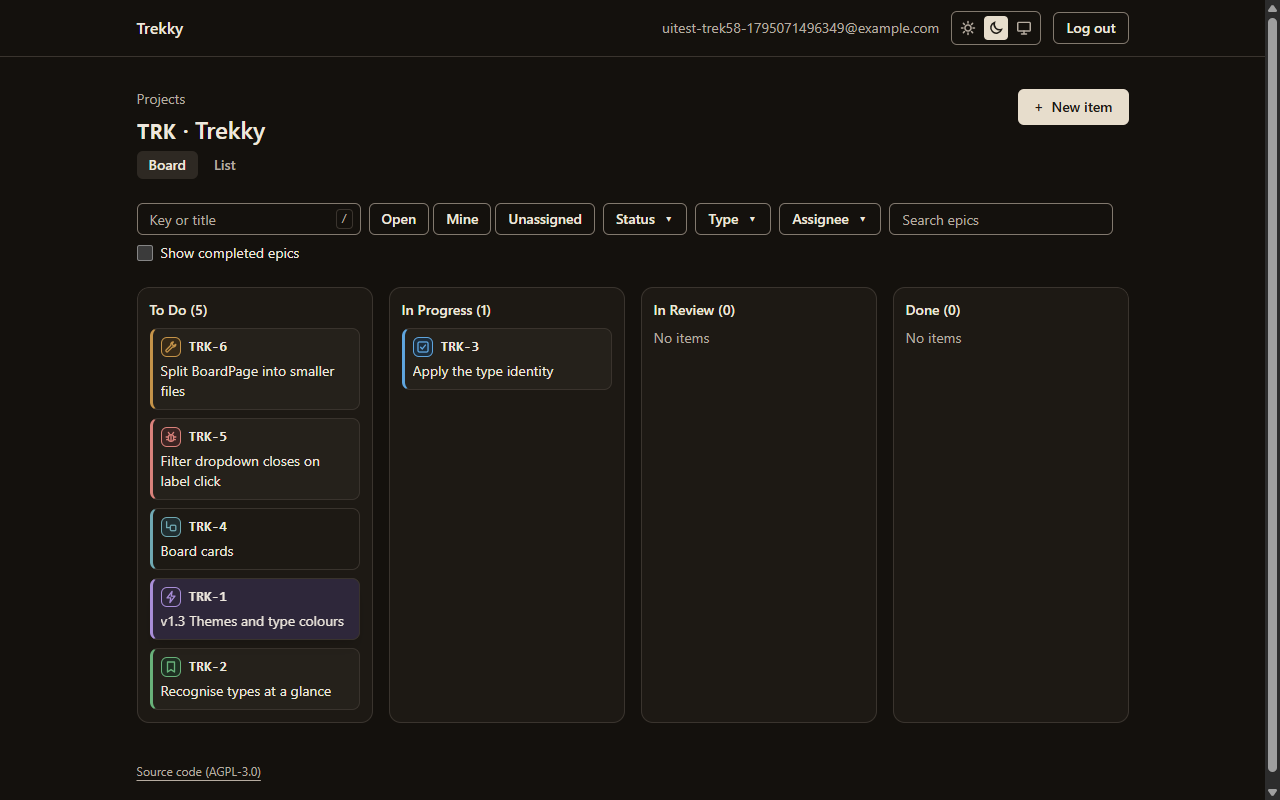 Trekky
uitest-trek58-1795071496349@example.com
Log out
Projects
+ New item
TRK · Trekky
Board
List
Key or title
/
Open
Mine
Unassigned
Status ▼
Type ▼
Assignee ▼
Search epics
Show completed epics
To Do (5)
TRK-6
Split BoardPage into smaller
files
TRK-5
Filter dropdown closes on
label click
TRK-4
Board cards
TRK-1
v1.3 Themes and type colours
TRK-2
Recognise types at a glance
In Progress (1)
TRK-3
Apply the type identity
In Review (0)
No items
Done (0)
No items
Source code (AGPL-3.0)